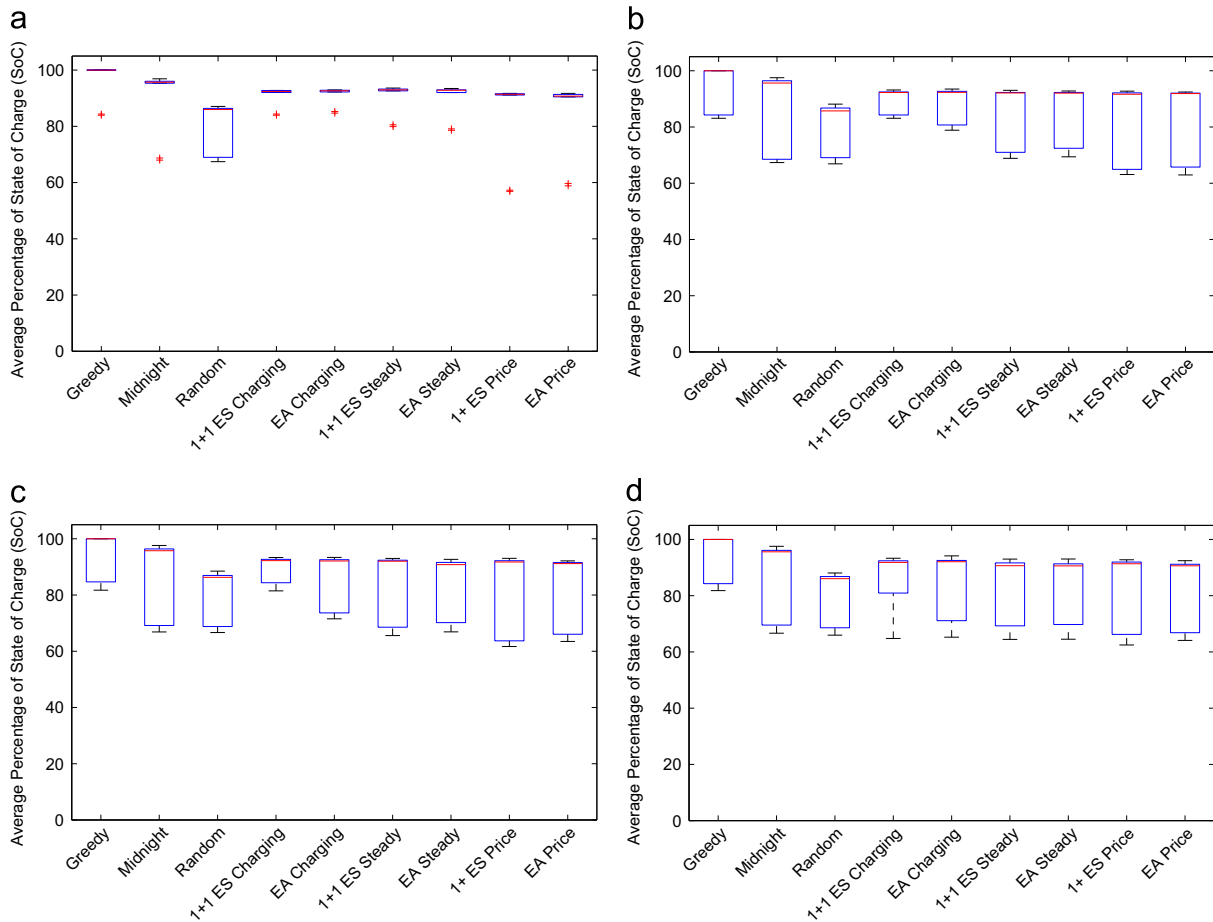 a
Average Percentage of State of Charge (SoC)
100
80
60
40
20
0
Greedy
Midnight
Random
1+1 ES Charging
EA Charging
1+1 ES Steady
EA Steady
1+ ES Price
EA Price
b
Average Percentage of State of Charge (SoC)
100
80
60
40
20
0
Greedy
Midnight
Random
1+1 ES Charging
EA Charging
1+1 ES Steady
EA Steady
1+ ES Price
EA Price
c
Average Percentage of State of Charge (SoC)
100
80
60
40
20
0
Greedy
Midnight
Random
1+1 ES Charging
EA Charging
1+1 ES Steady
EA Steady
1+ ES Price
EA Price
d
Average Percentage of State of Charge (SoC)
100
80
60
40
20
0
Greedy
Midnight
Random
1+1 ES Charging
EA Charging
1+1 ES Steady
EA Steady
1+ ES Price
EA Price